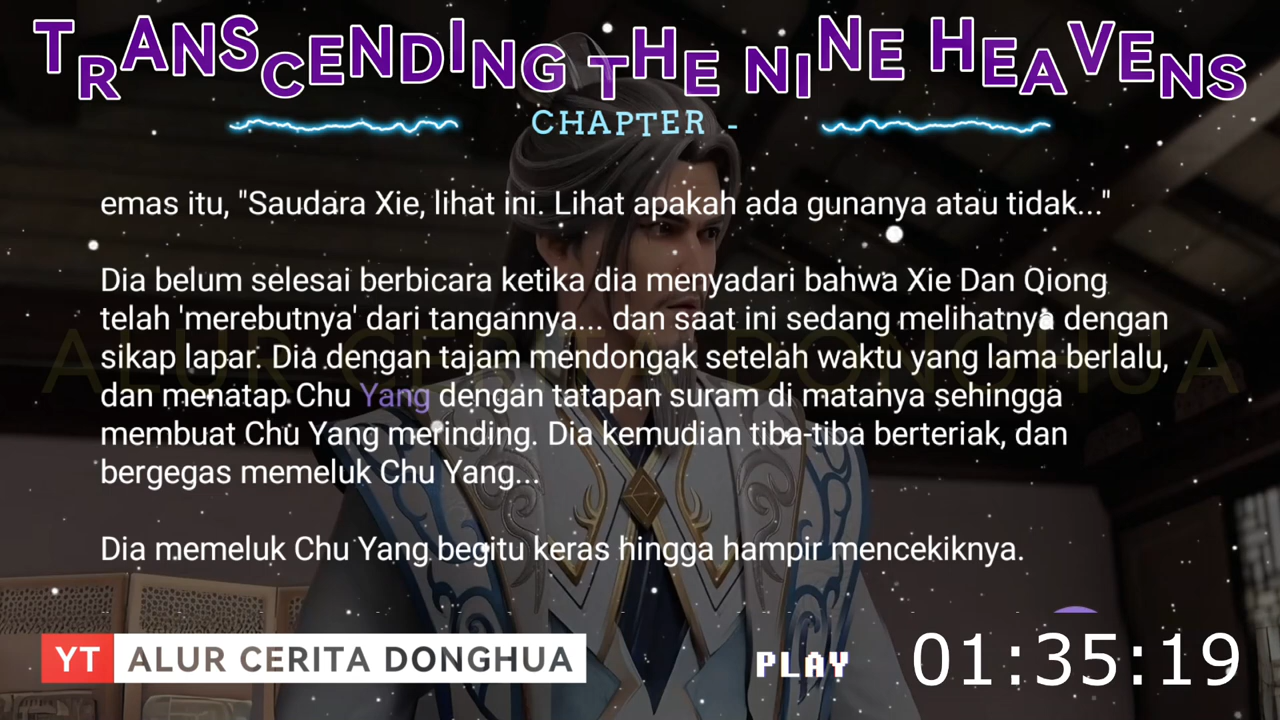 TRANSCENDING THE NINE HEAVENS
CHAPTER -
emas itu, "Saudara Xie, lihat ini. Lihat apakah ada gunanya atau tidak..."
Dia belum selesai berbicara ketika dia menyadari bahwa Xie Dan Qiong
telah 'merebutnya' dari tangannya... dan saat ini sedang melihatnya dengan
sikap lapar. Dia dengan tajam mendongak setelah waktu yang lama berlalu,
dan menatap Chu Yang dengan tatapan suram di matanya sehingga
membuat Chu Yang merinding. Dia kemudian tiba-tiba berteriak, dan
bergegas memeluk Chu Yang...
Dia memeluk Chu Yang begitu keras hingga hampir mencekiknya.
ALUR CERITA DONGHUA
YT ALUR CERITA DONGHUA
PLAY
01:35:19